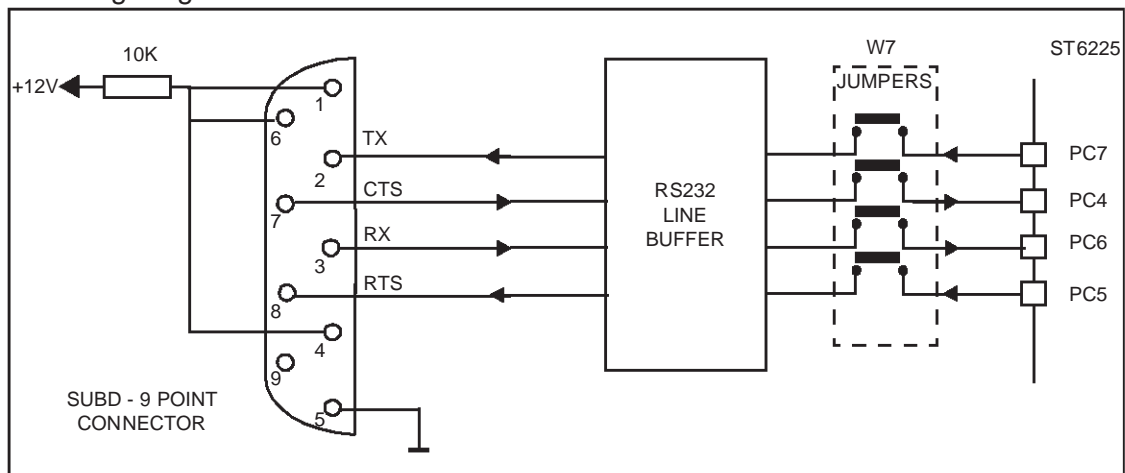 10K
+12V
1
6
TX
2
CTS
7
RX
3
RTS
8
4
9
5
SUBD - 9 POINT
CONNECTOR
RS232
LINE
BUFFER
W7
JUMPERS
ST6225
PC7
PC4
PC6
PC5